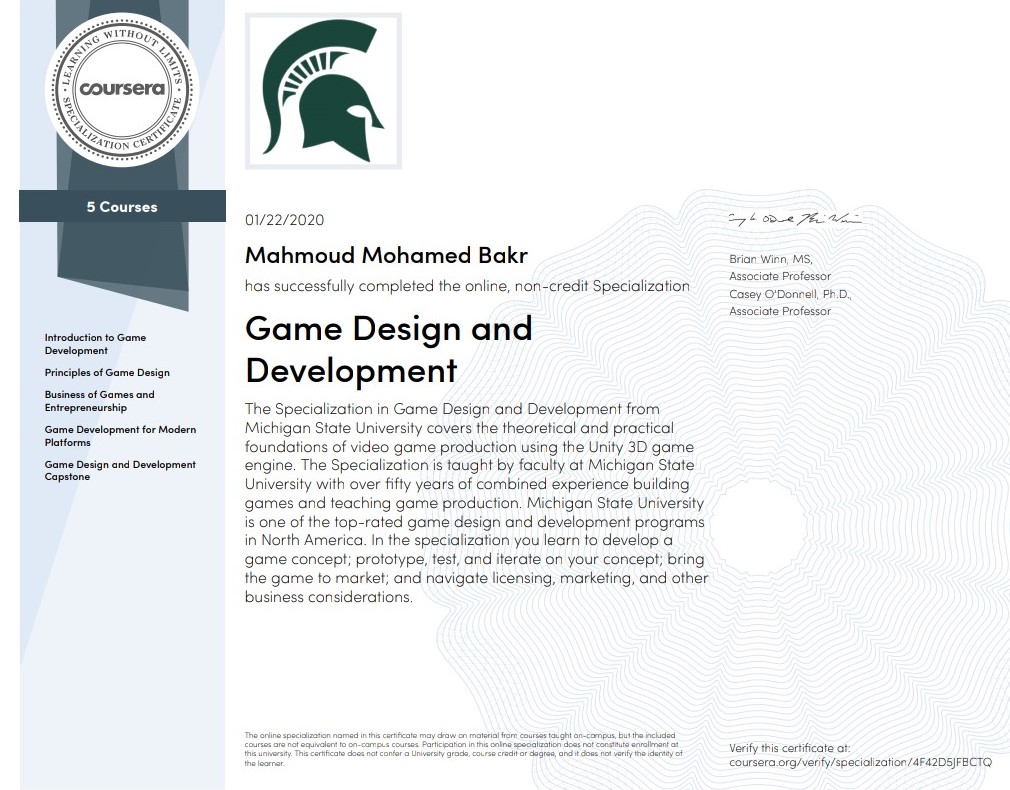 LEARNING WITHOUT LIMITS
coursera
SPECIALIZATION CERTIFICATE
5 Courses
Introduction to Game
Development
Principles of Game Design
Business of Games and
Entrepreneurship
Game Development for Modern
Platforms
Game Design and Development
Capstone
01/22/2020
Mahmoud Mohamed Bakr
has successfully completed the online, non-credit Specialization
Game Design and
Development
The Specialization in Game Design and Development from
Michigan State University covers the theoretical and practical
foundations of video game production using the Unity 3D game
engine. The Specialization is taught by faculty at Michigan State
University with over fifty years of combined experience building
games and teaching game production. Michigan State University
is one of the top-rated game design and development programs
in North America. In the specialization you learn to develop a
game concept; prototype, test, and iterate on your concept; bring
the game to market; and navigate licensing, marketing, and other
business considerations.
Brian Winn, MS,
Associate Professor
Casey O'Donnell, Ph.D.,
Associate Professor
The online specialization named in this certificate may draw on material from courses taught on-campus, but the included
courses are not equivalent to on-campus courses. Participation in this online specialization does not constitute enrollment at
this university. This certificate does not confer a University grade, course credit or degree, and it does not verify the identity of
the learner.
Verify this certificate at:
coursera.org/verify/specialization/4F42D5JFBCTQ